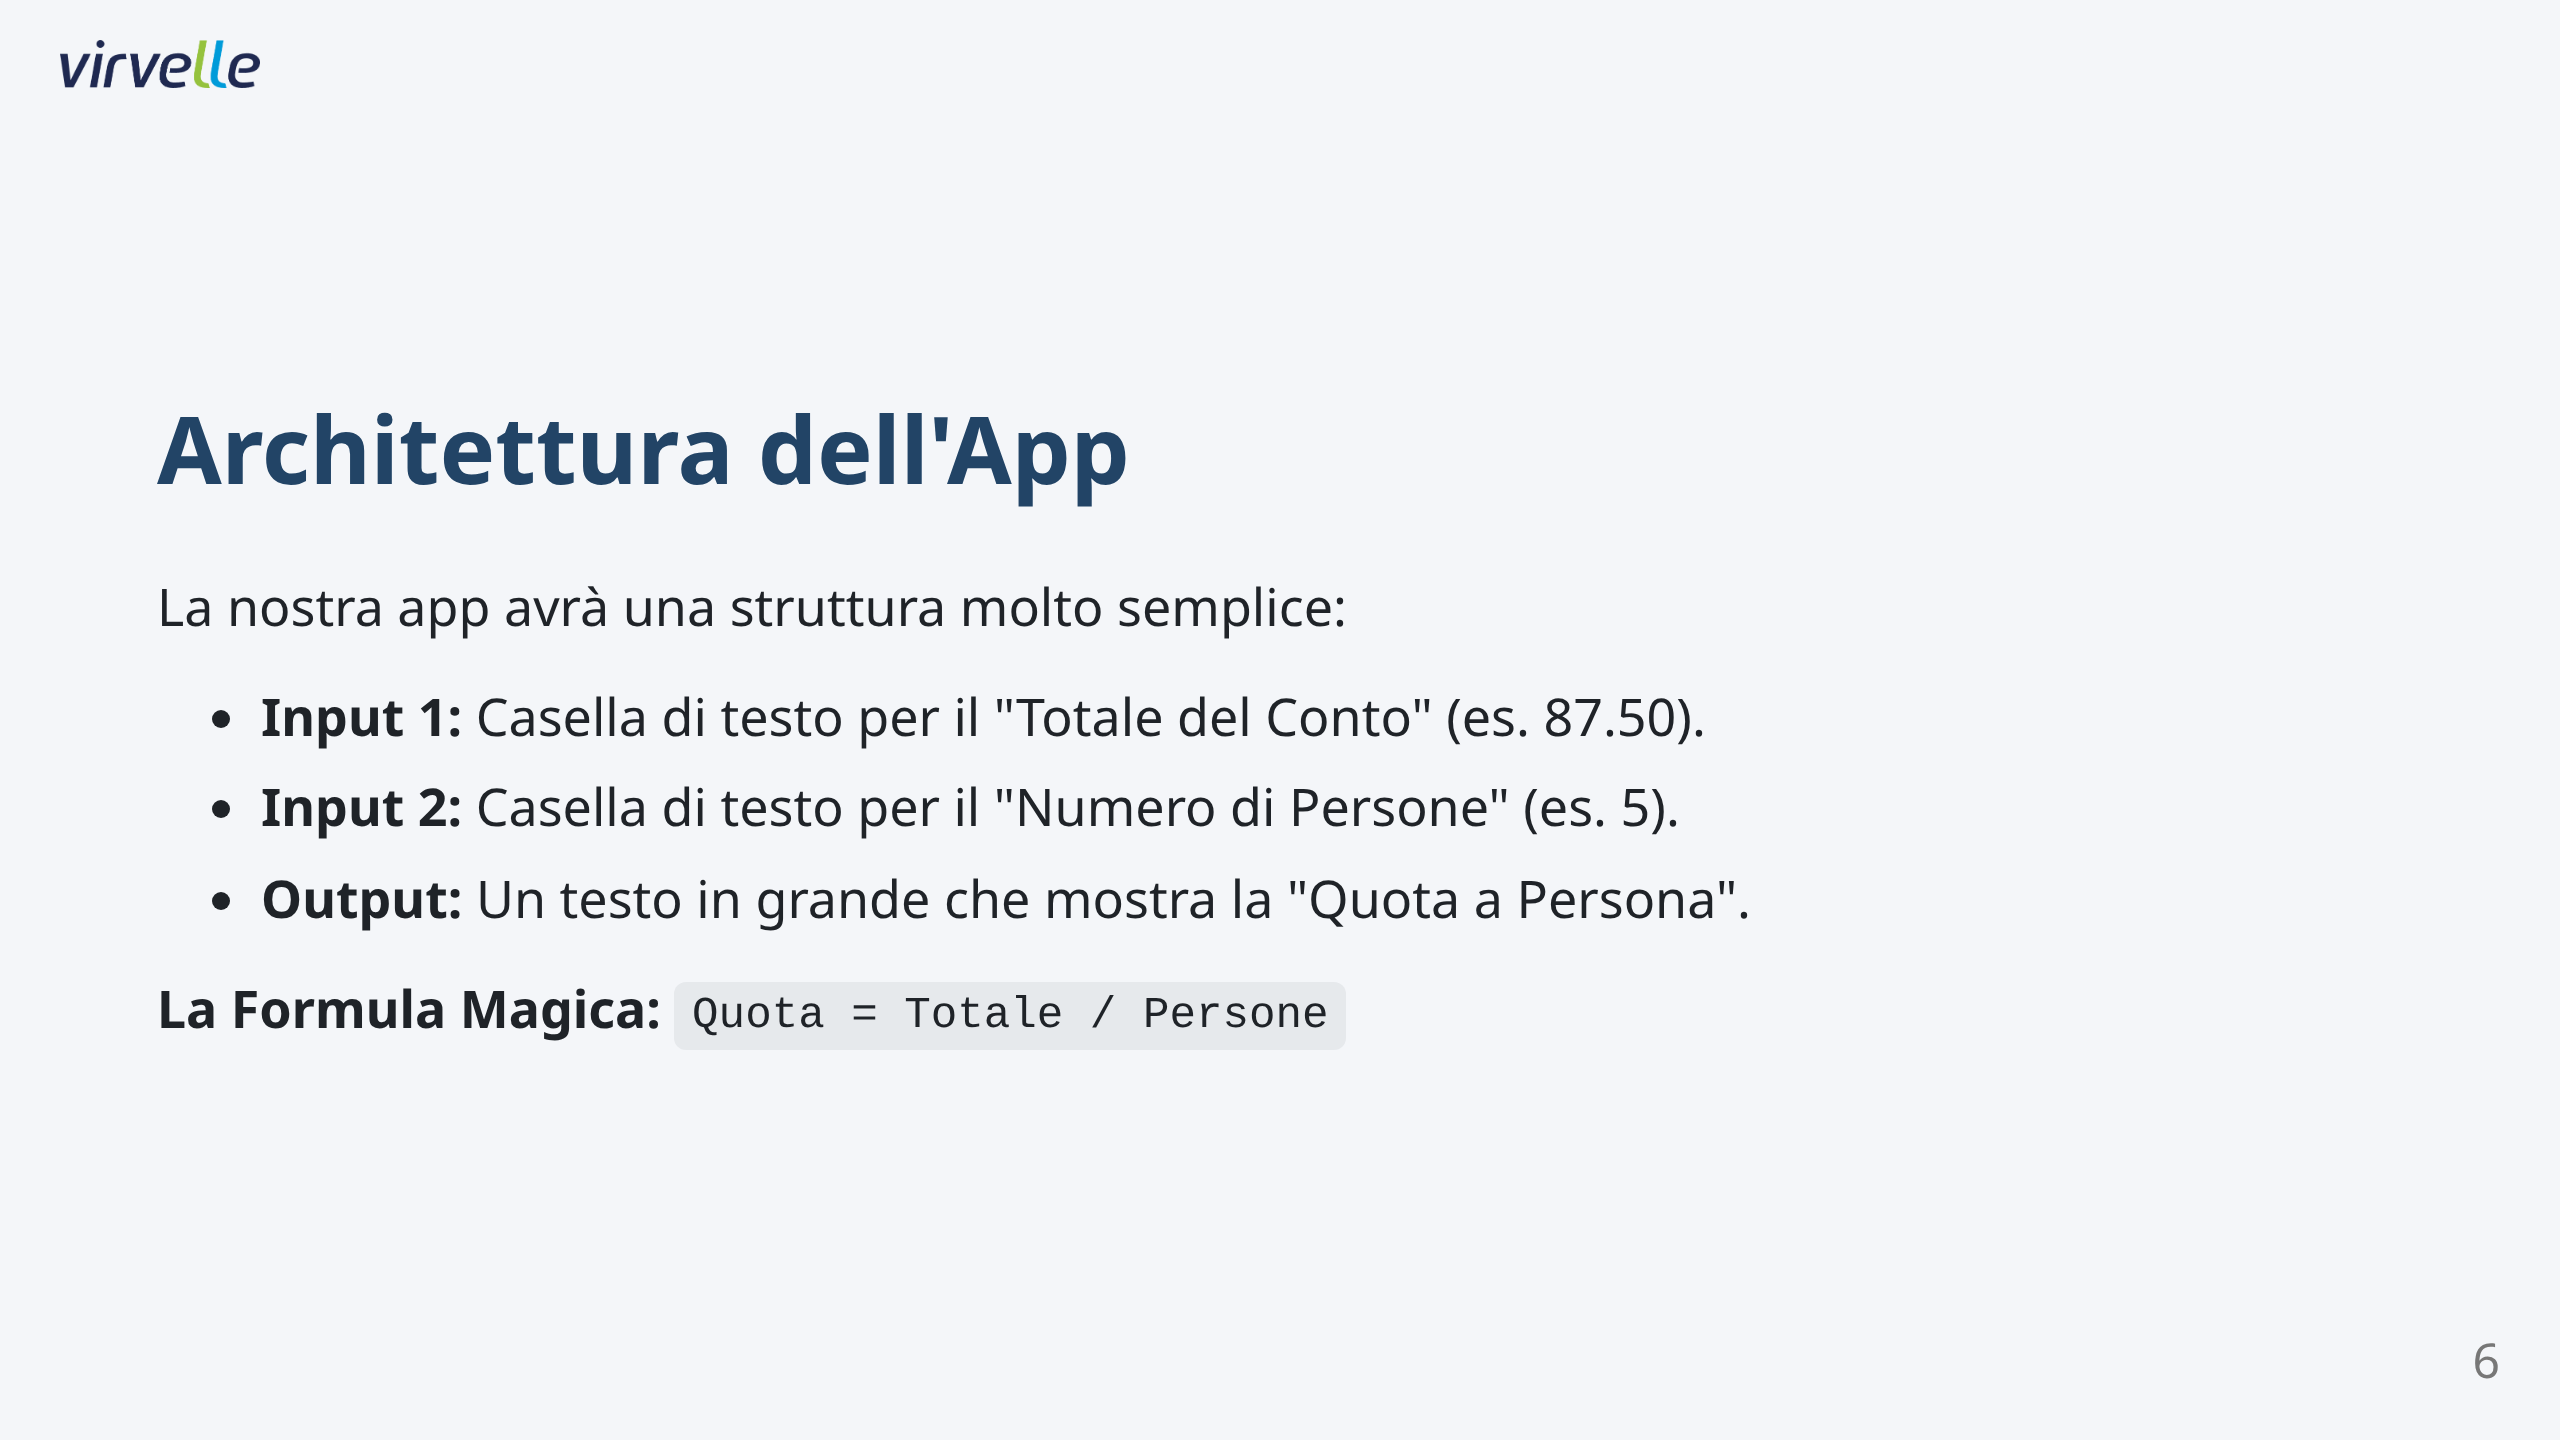 virvelle
Architettura dell'App
La nostra app avrà una struttura molto semplice:
• Input 1: Casella di testo per il "Totale del Conto" (es. 87.50).
• Input 2: Casella di testo per il "Numero di Persone" (es. 5).
• Output: Un testo in grande che mostra la "Quota a Persona".
La Formula Magica: Quota = Totale / Persone
6